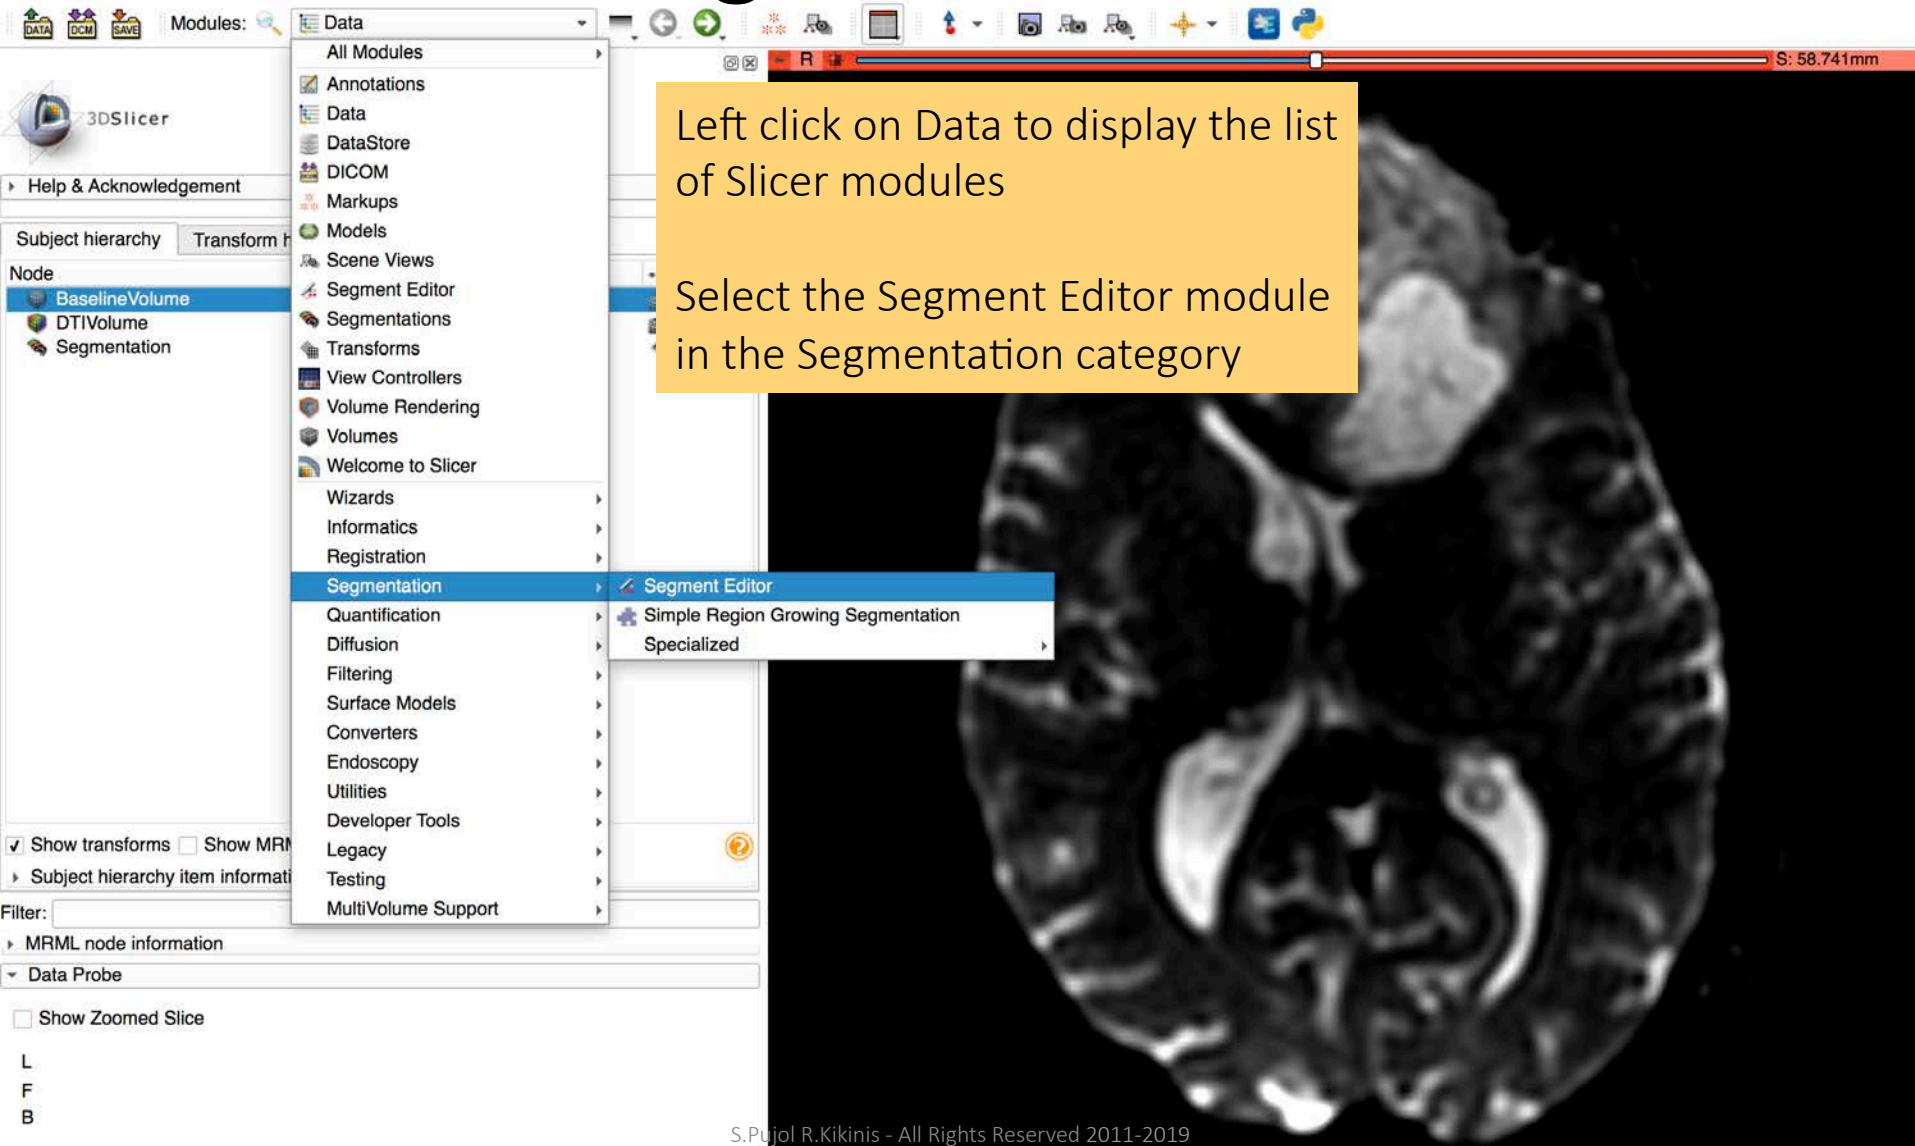 DATA DCM SAVE Modules: Data
All Modules
Annotations
Data
DataStore
DICOM
Markups
Models
Scene Views
Segment Editor
Segmentations
Transforms
View Controllers
Volume Rendering
Volumes
Welcome to Slicer
Wizards
Informatics
Registration
Segmentation
Quantification
Diffusion
Filtering
Surface Models
Converters
Endoscopy
Utilities
Developer Tools
Legacy
Testing
MultiVolume Support
Segment Editor
Simple Region Growing Segmentation
Specialized
3DSlicer
Help & Acknowledgement
Subject hierarchy Transform
Node
BaselineVolume
DTIVolume
Segmentation
Show transforms Show
Subject hierarchy item
Filter:
MRML node information
Data Probe
Show Zoomed Slice
L
F
B
R S: 58.741mm
Left click on Data to display the list
of Slicer modules
Select the Segment Editor module
in the Segmentation category
S.Pujol R.Kikinis - All Rights Reserved 2011-2019